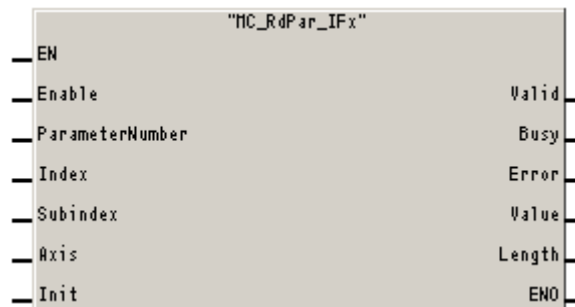 "MC_RdPar_IFx"
EN
Enable Valid
ParameterNumber Busy
Index Error
Subindex Value
Axis Length
Init ENO